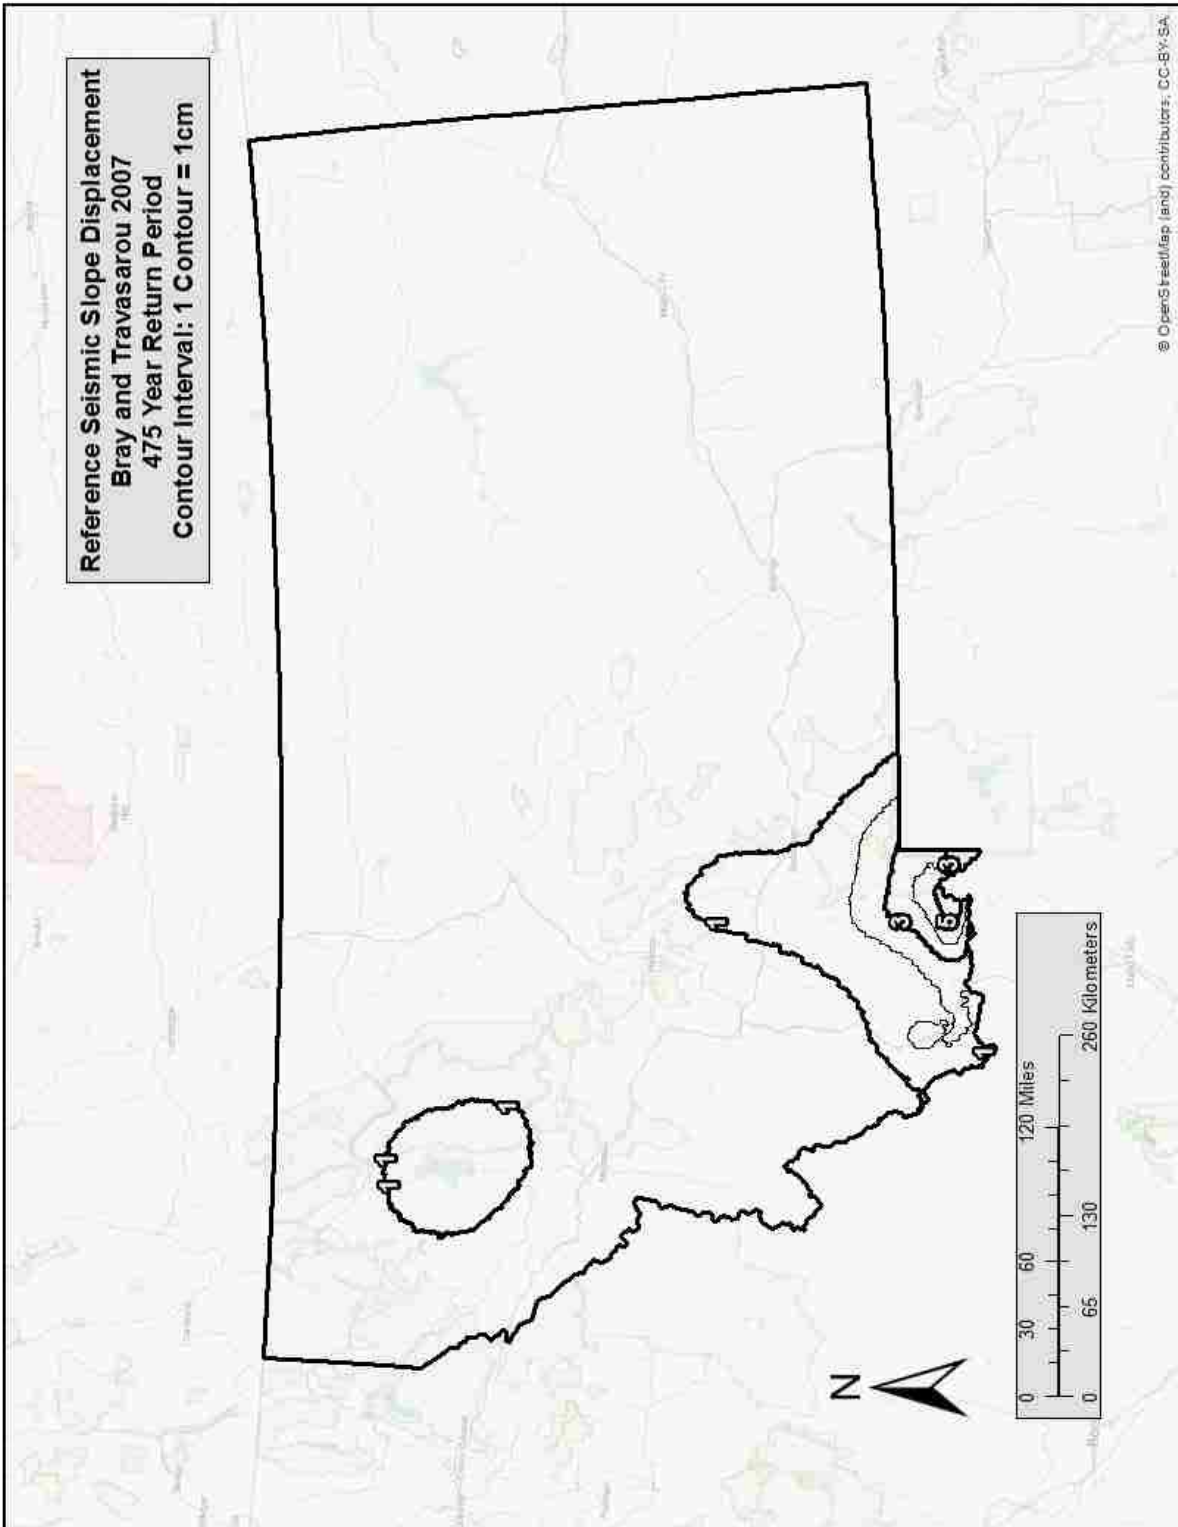 Reference Seismic Slope Displacement
Bray and Travasarou 2007
475 Year Return Period
Contour Interval: 1 Contour = 1cm
1
1
1
1
3
3
5
1
N
0 30 60 120 Miles
0 65 130 260 Kilometers
© OpenStreetMap (and) contributors, CC-BY-SA